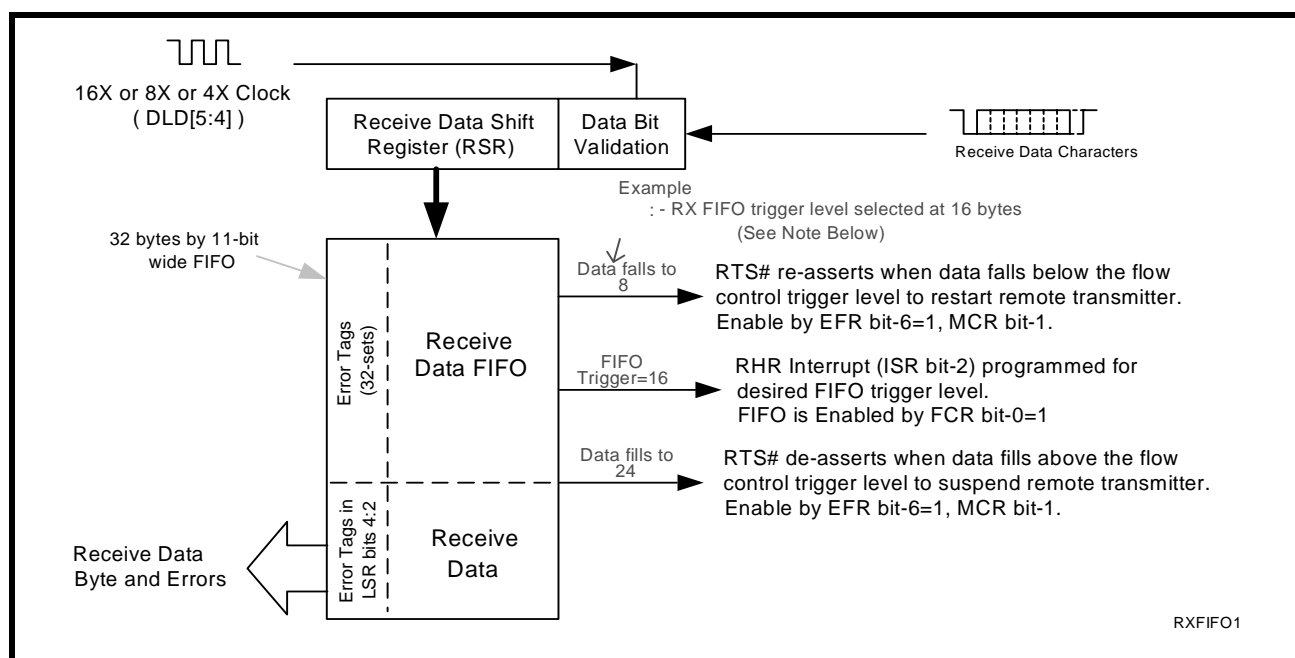 16X or 8X or 4X Clock
( DLD[5:4] )
Receive Data Shift
Register (RSR)
Data Bit
Validation
Receive Data Characters
Example
: - RX FIFO trigger level selected at 16 bytes
(See Note Below)
32 bytes by 11-bit
wide FIFO
Error Tags
(32-sets)
Receive
Data FIFO
Data falls to
8
RTS# re-asserts when data falls below the flow
control trigger level to restart remote transmitter.
Enable by EFR bit-6=1, MCR bit-1.
FIFO
Trigger=16
RHR Interrupt (ISR bit-2) programmed for
desired FIFO trigger level.
FIFO is Enabled by FCR bit-0=1
Data fills to
24
RTS# de-asserts when data fills above the flow
control trigger level to suspend remote transmitter.
Enable by EFR bit-6=1, MCR bit-1.
Error Tags in
LSR bits 4:2
Receive
Data
Receive Data
Byte and Errors
RXFIFO1